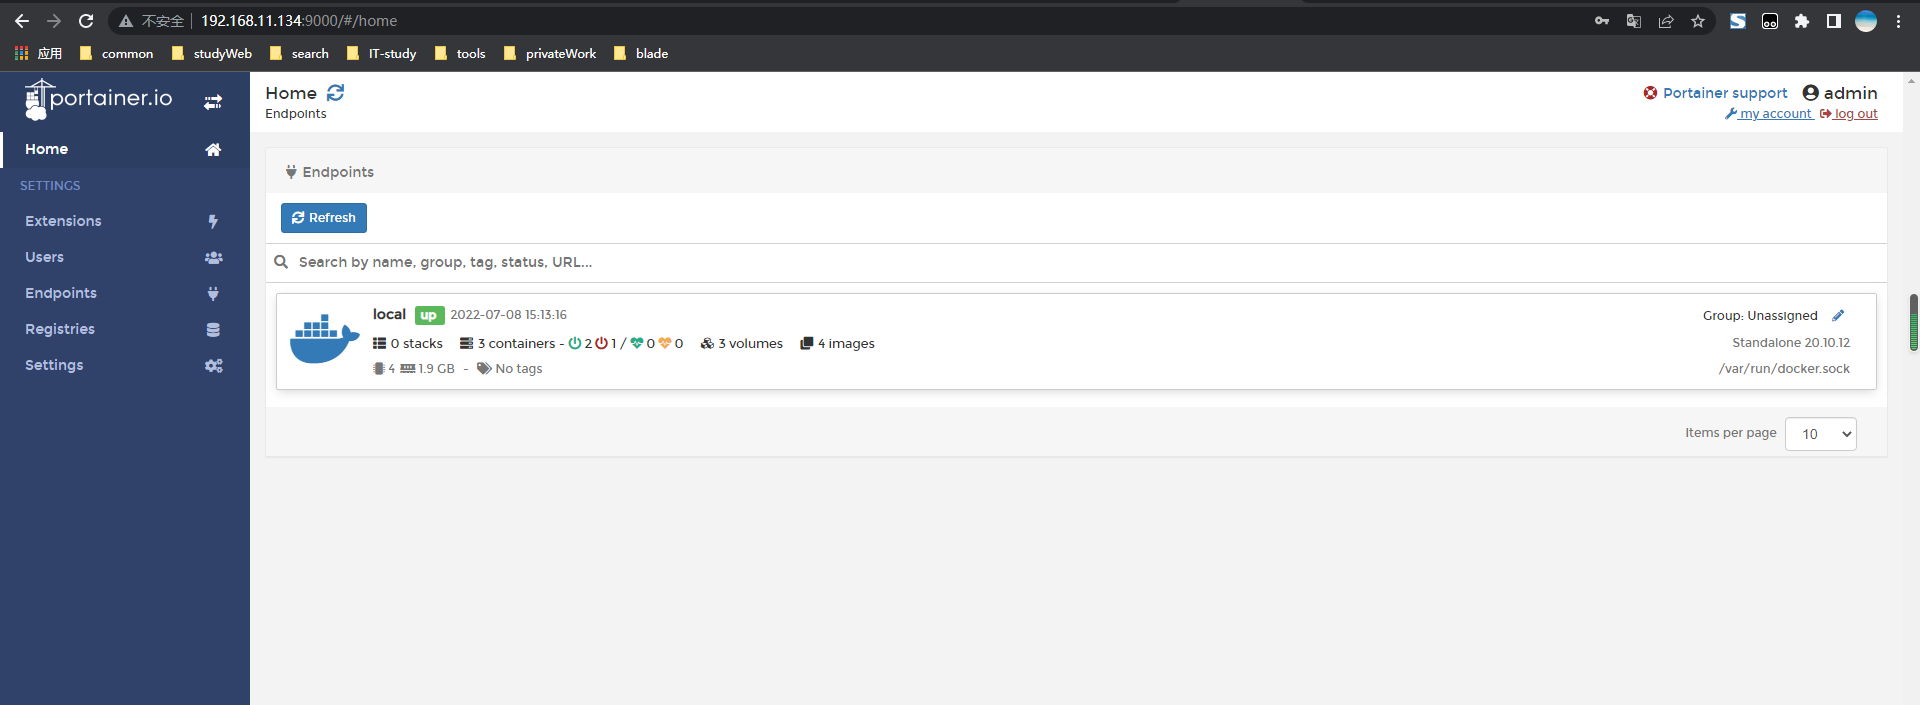 不安全 192.168.11.134:9000/#/home
应用 common studyWeb search IT-study tools privateWork blade
portainer.io
Home
SETTINGS
Extensions
Users
Endpoints
Registries
Settings
Home
Endpoints
Portainer support admin
my account log out
Endpoints
Refresh
Search by name, group, tag, status, URL...
local up 2022-07-08 15:13:16
Group: Unassigned
0 stacks 3 containers - 2 1 / 0 0 3 volumes 4 images
Standalone 20.10.12
4 1.9 GB - No tags
/var/run/docker.sock
Items per page 10